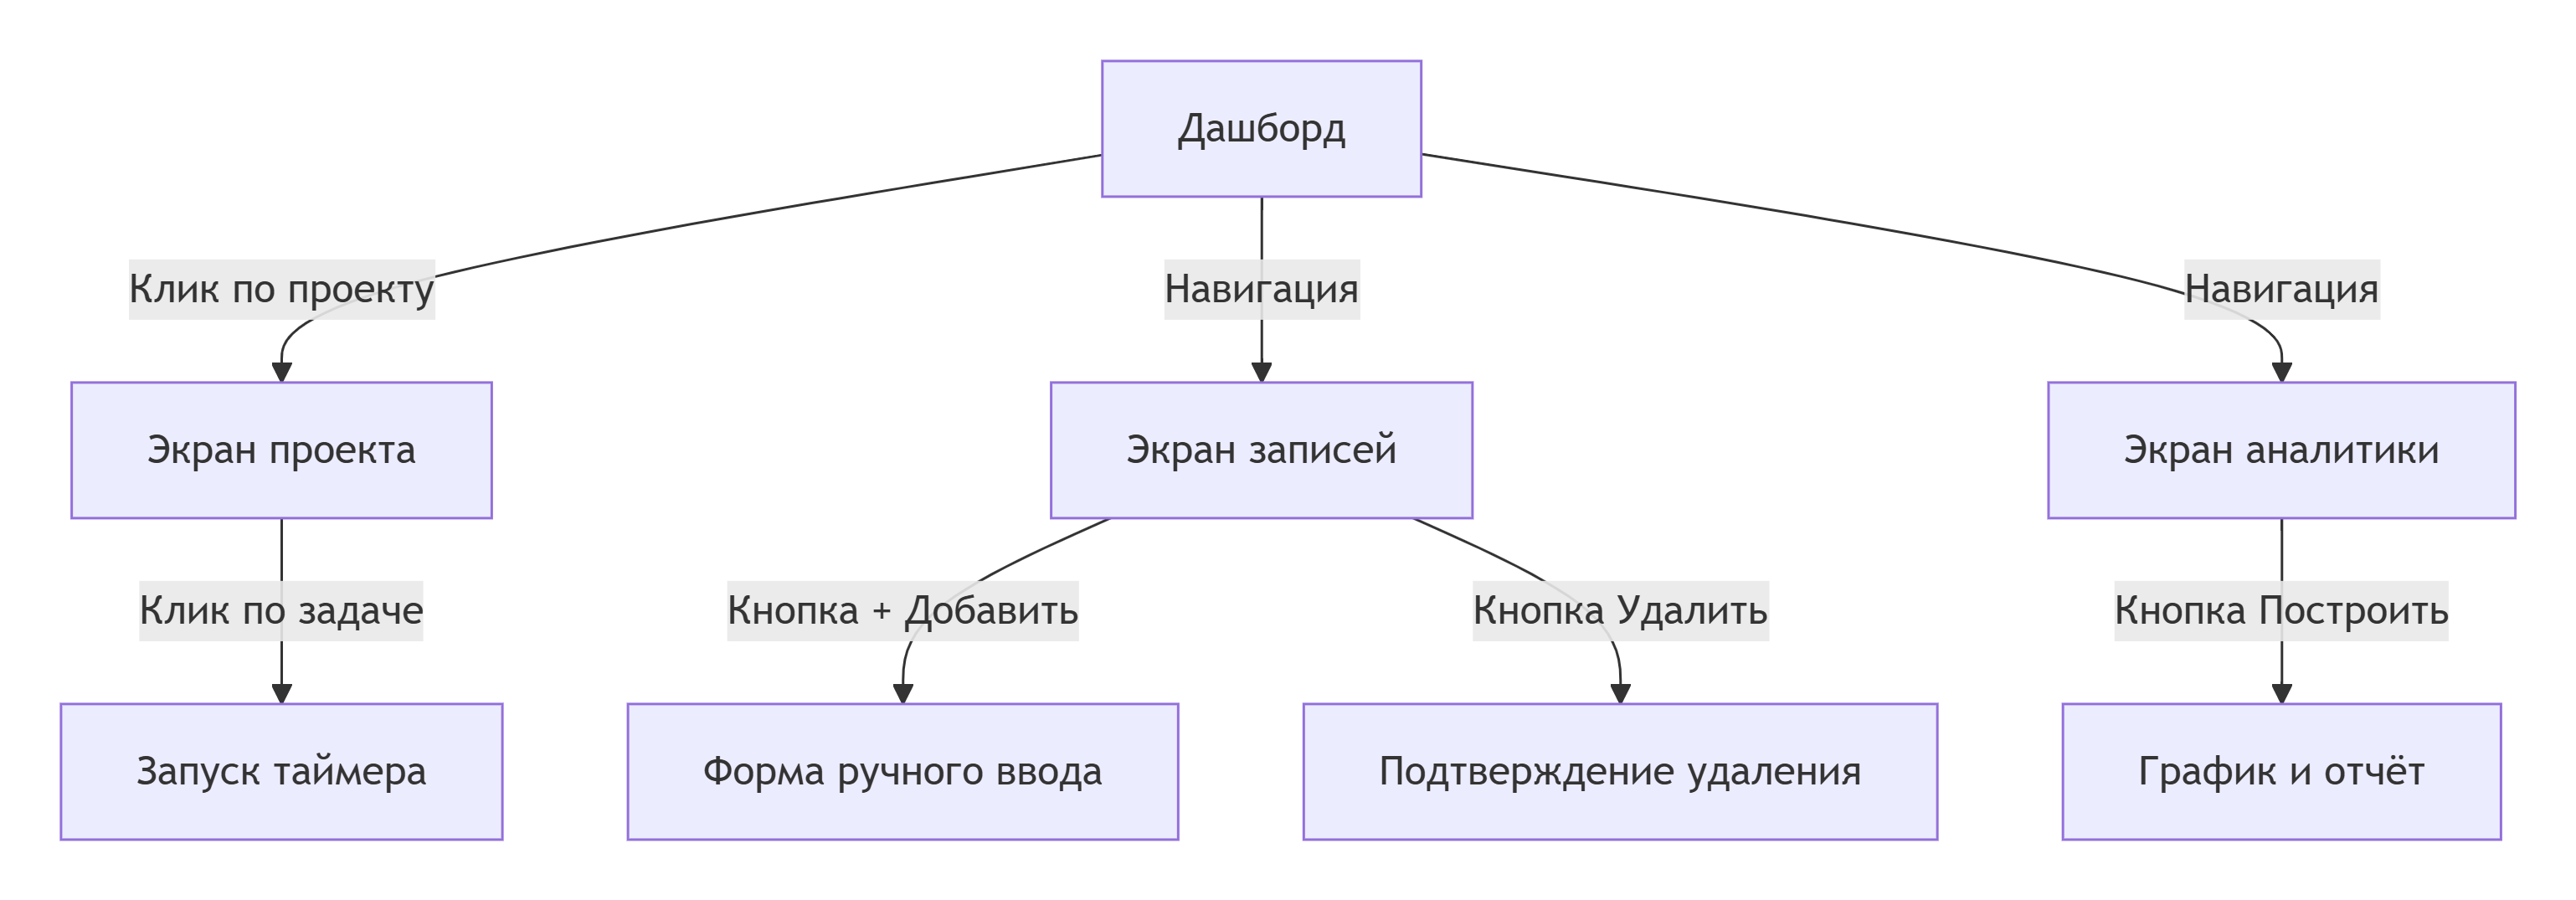 Дашборд
Клик по проекту
Навигация
Навигация
Экран проекта
Экран записей
Экран аналитики
Клик по задаче
Кнопка + Добавить
Кнопка Удалить
Кнопка Построить
Запуск таймера
Форма ручного ввода
Подтверждение удаления
График и отчёт